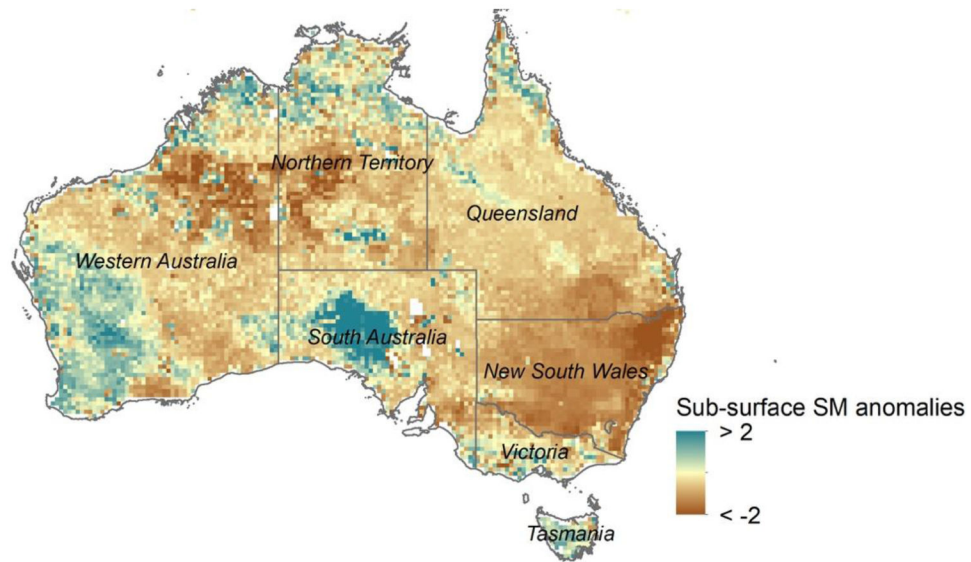 Northern Territory
Queensland
Western Australia
South Australia
New South Wales
Sub-surface SM anomalies
> 2
Victoria
< -2
Tasmania